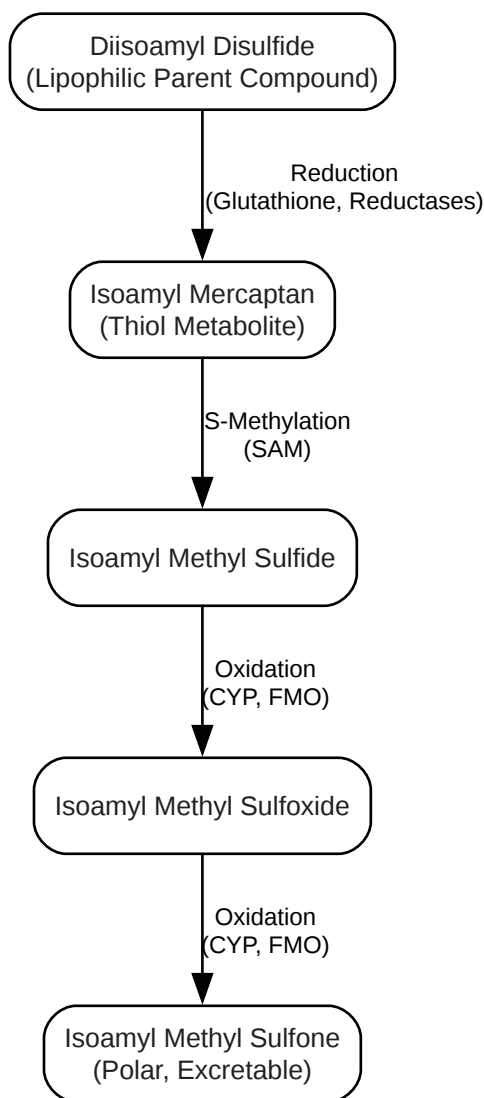 Diisoamyl Disulfide
(Lipophilic Parent Compound)
Reduction
(Glutathione, Reductases)
Isoamyl Mercaptan
(Thiol Metabolite)
S-Methylation
(SAM)
Isoamyl Methyl Sulfide
Oxidation
(CYP, FMO)
Isoamyl Methyl Sulfoxide
Oxidation
(CYP, FMO)
Isoamyl Methyl Sulfone
(Polar, Excretable)